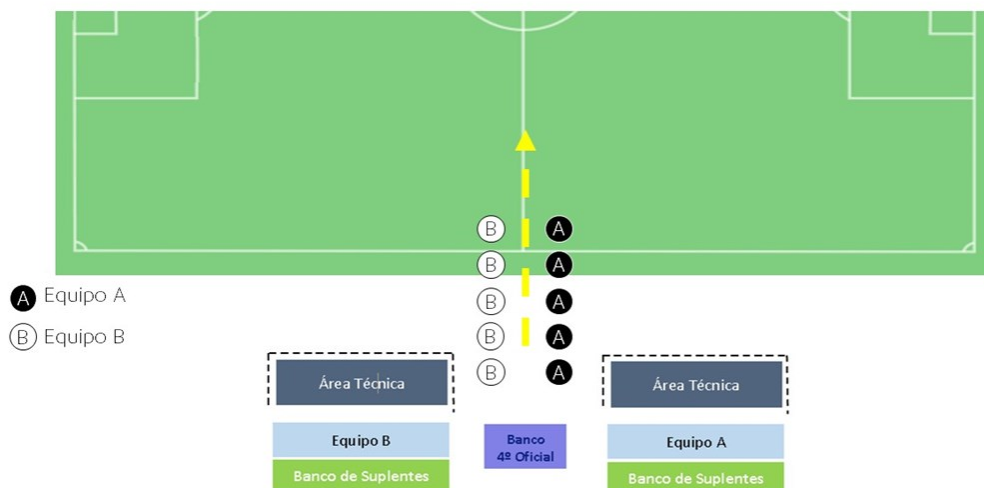 B A
B A
A Equipo A
B A
B Equipo B
B A
B A
Área Técnica
Área Técnica
Equipo B
Banco
4º Oficial
Equipo A
Banco de Suplentes
Banco de Suplentes